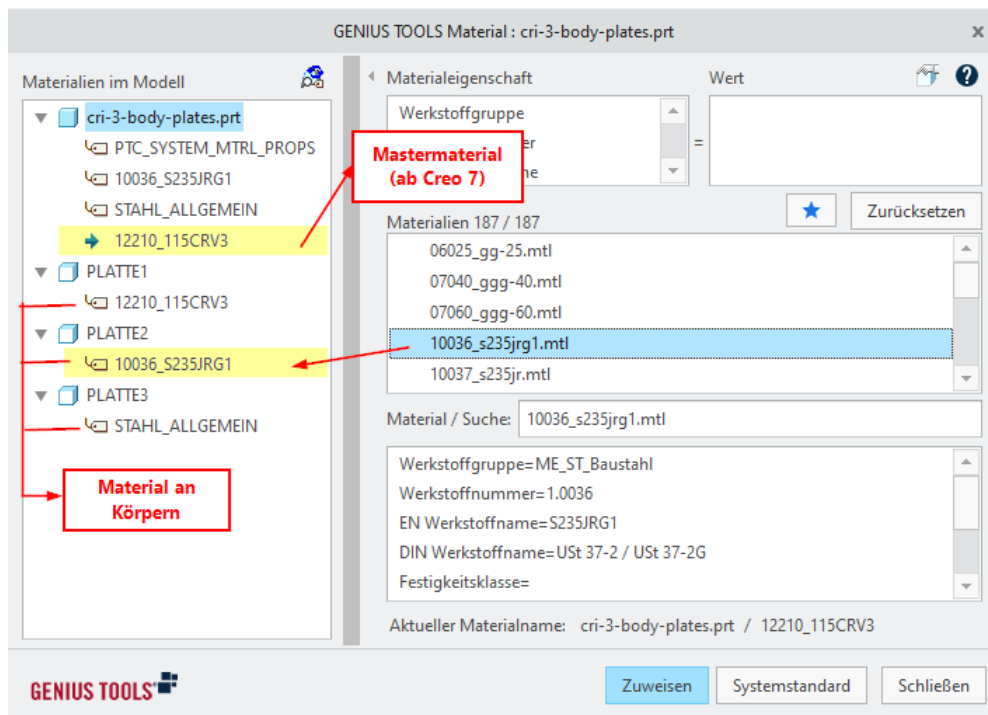 GENIUS TOOLS Material : cri-3-body-plates.prt
x
Materialien im Modell
cri-3-body-plates.prt
PTC_SYSTEM_MTRL_PROPS
10036_S235JRG1
STAHL_ALLGEMEIN
12210_115CRV3
PLATTE1
12210_115CRV3
PLATTE2
10036_S235JRG1
PLATTE3
STAHL_ALLGEMEIN
Material an
Körpern
Materialeigenschaft
Wert
?
Werkstoffgruppe
er
=
ne
Mastermaterial
(ab Creo 7)
Zurücksetzen
Materialien 187 / 187
06025_gg-25.mtl
07040_ggg-40.mtl
07060_ggg-60.mtl
10036_s235jrg1.mtl
10037_s235jr.mtl
Material / Suche: 10036_s235jrg1.mtl
Werkstoffgruppe=ME_ST_Baustahl
Werkstoffnummer=1.0036
EN Werkstoffname=S235JRG1
DIN Werkstoffname=USt 37-2 / USt 37-2G
Festigkeitsklasse=
Aktueller Materialname: cri-3-body-plates.prt / 12210_115CRV3
GENIUS TOOLS
Zuweisen
Systemstandard
Schließen